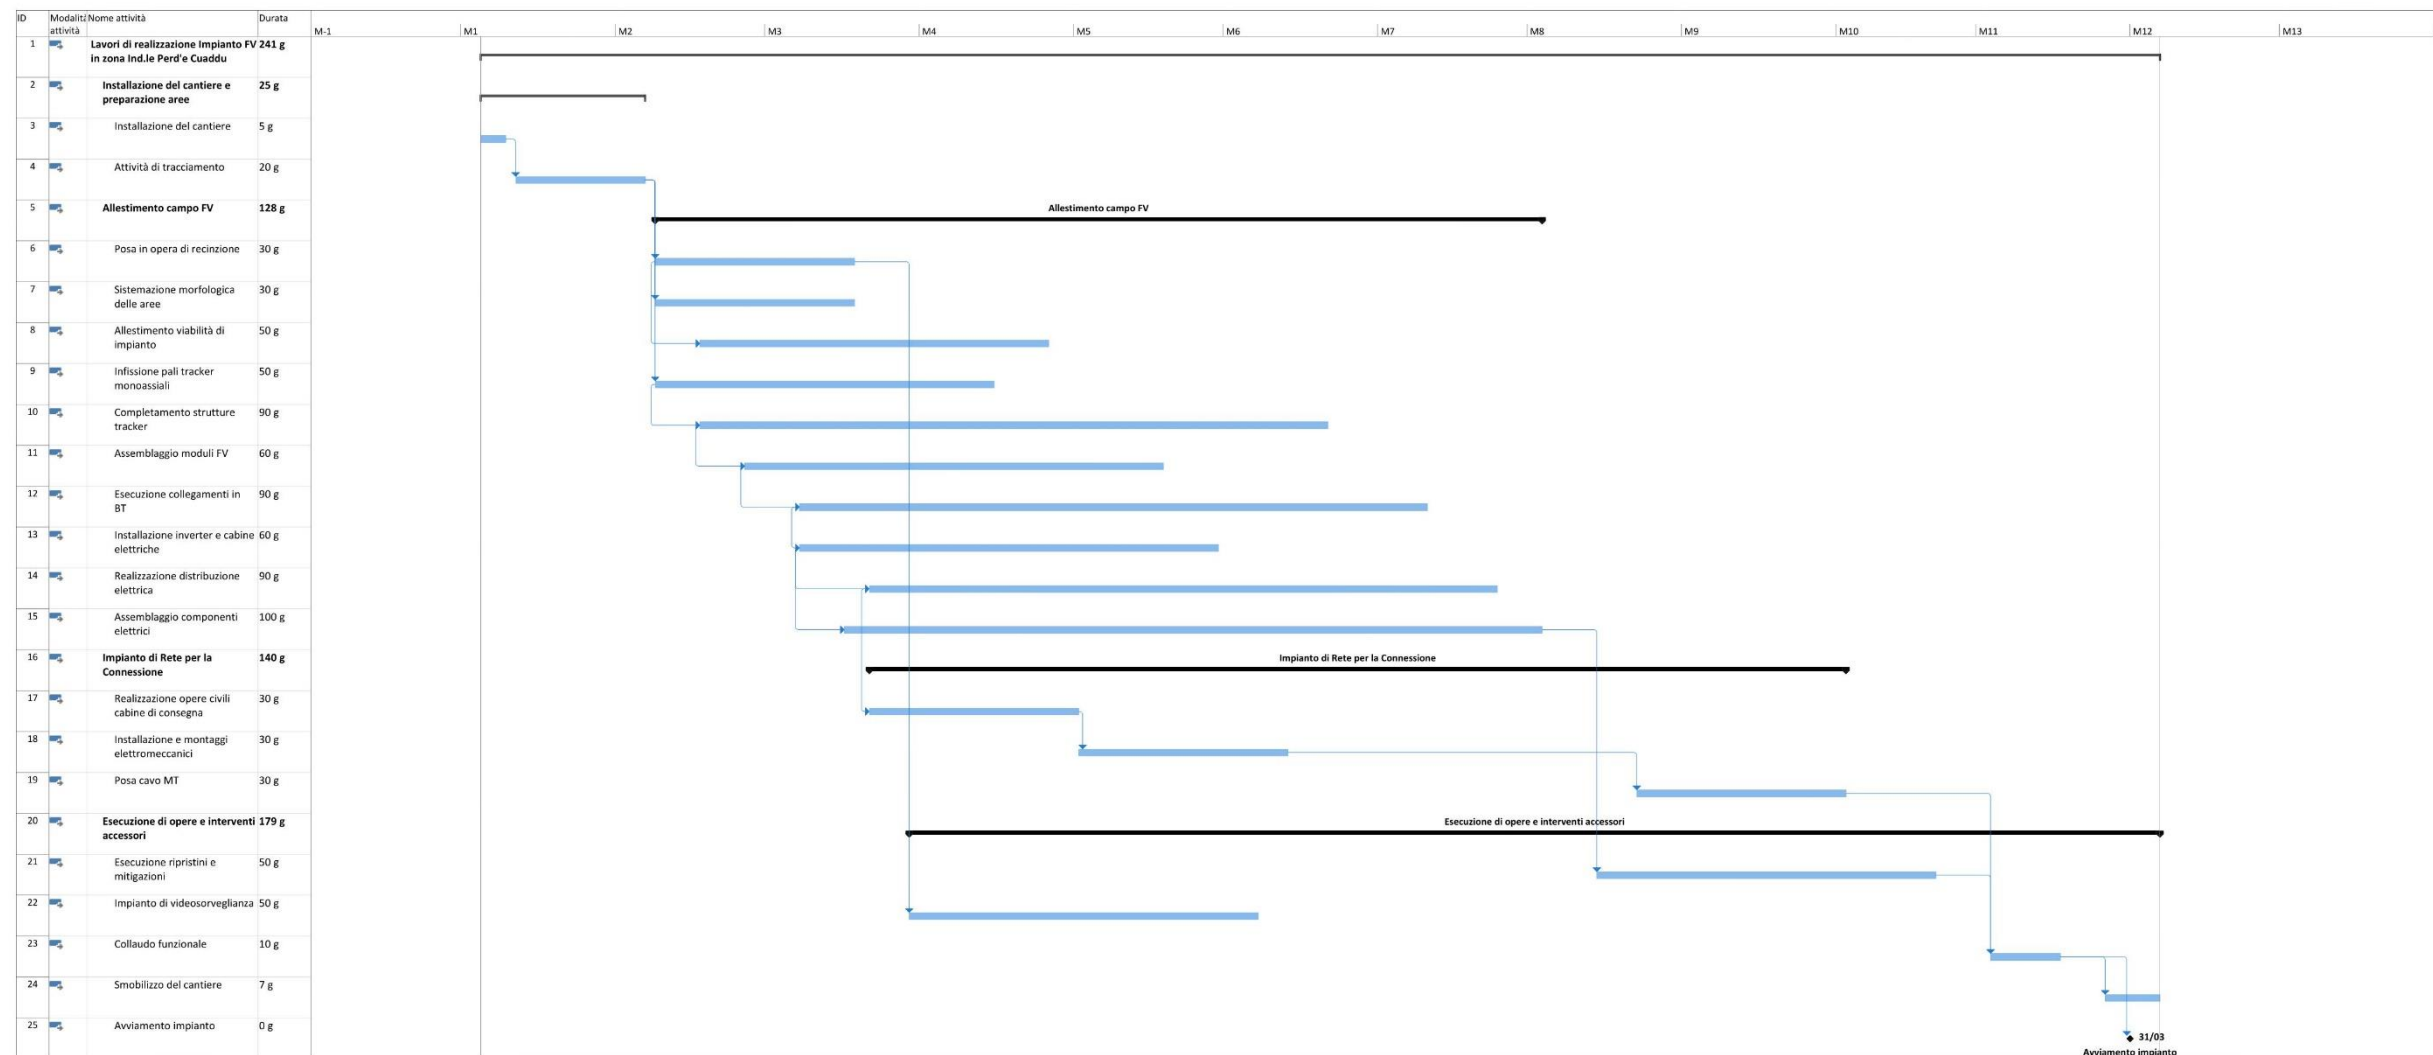 ID Modalità attività Nome attività Durata M-1 M1 M2 M3 M4 M5 M6 M7 M8 M9 M10 M11 M12 M13
1 Lavori di realizzazione Impianto FV 241 g
in zona Ind.le Perd'e Cuaddu
2 Installazione del cantiere e 25 g
preparazione aree
3 Installazione del cantiere 5 g
4 Attività di tracciamento 20 g
5 Allestimento campo FV 128 g Allestimento campo FV
6 Posa in opera di recinzione 30 g
7 Sistemazione morfologica 30 g
delle aree
8 Allestimento viabilità di 50 g
impianto
9 Infissione pali tracker 50 g
monoassiali
10 Completamento strutture 90 g
tracker
11 Assemblaggio moduli FV 60 g
12 Esecuzione collegamenti in 90 g
BT
13 Installazione inverter e cabine 60 g
elettriche
14 Realizzazione distribuzione 90 g
elettrica
15 Assemblaggio componenti 100 g
elettrici
16 Impianto di Rete per la 140 g Impianto di Rete per la Connessione
Connessione
17 Realizzazione opere civili 30 g
cabine di consegna
18 Installazione e montaggi 30 g
elettromeccanici
19 Posa cavo MT 30 g
20 Esecuzione di opere e interventi 179 g Esecuzione di opere e interventi accessori
accessori
21 Esecuzione ripristini e 50 g
mitigazioni
22 Impianto di videosorveglianza 50 g
23 Collaudo funzionale 10 g
24 Smobilizzo del cantiere 7 g
25 Avviamento impianto 0 g 31/03
Avviamento impianto